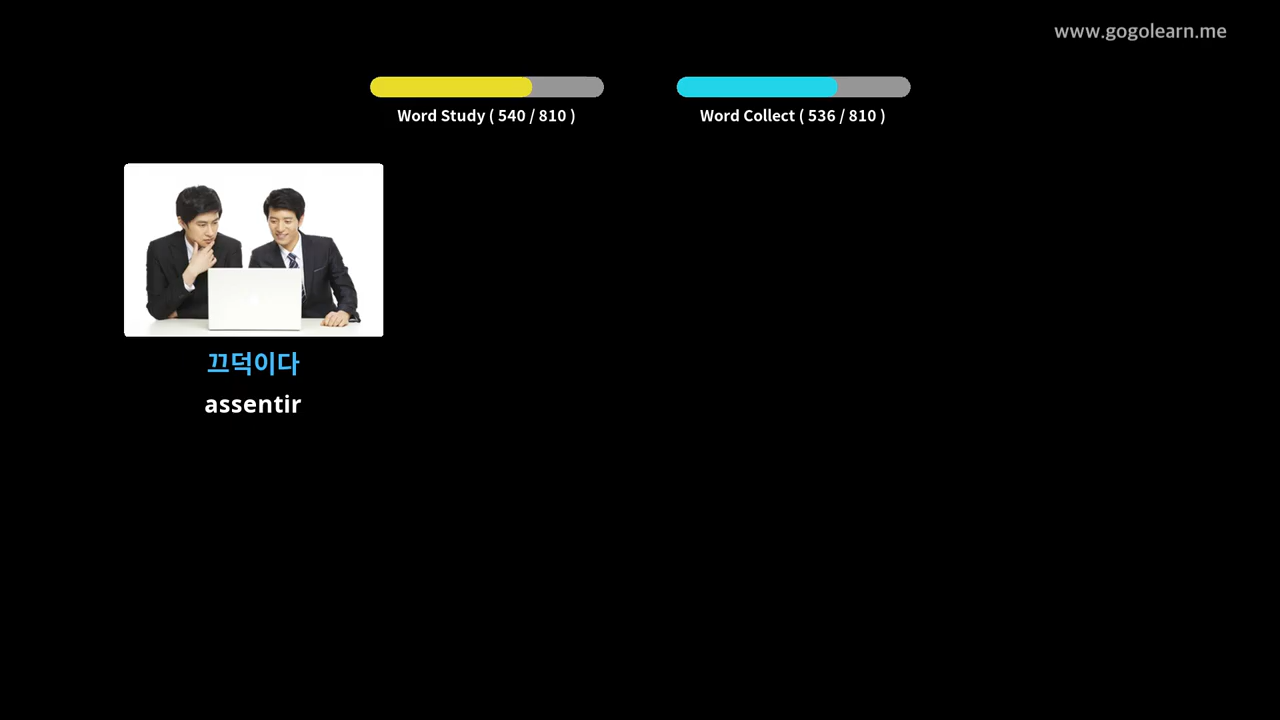 www.gogolearn.me
Word Study ( 540 / 810 )
Word Collect ( 536 / 810 )
끄덕이다
assentir